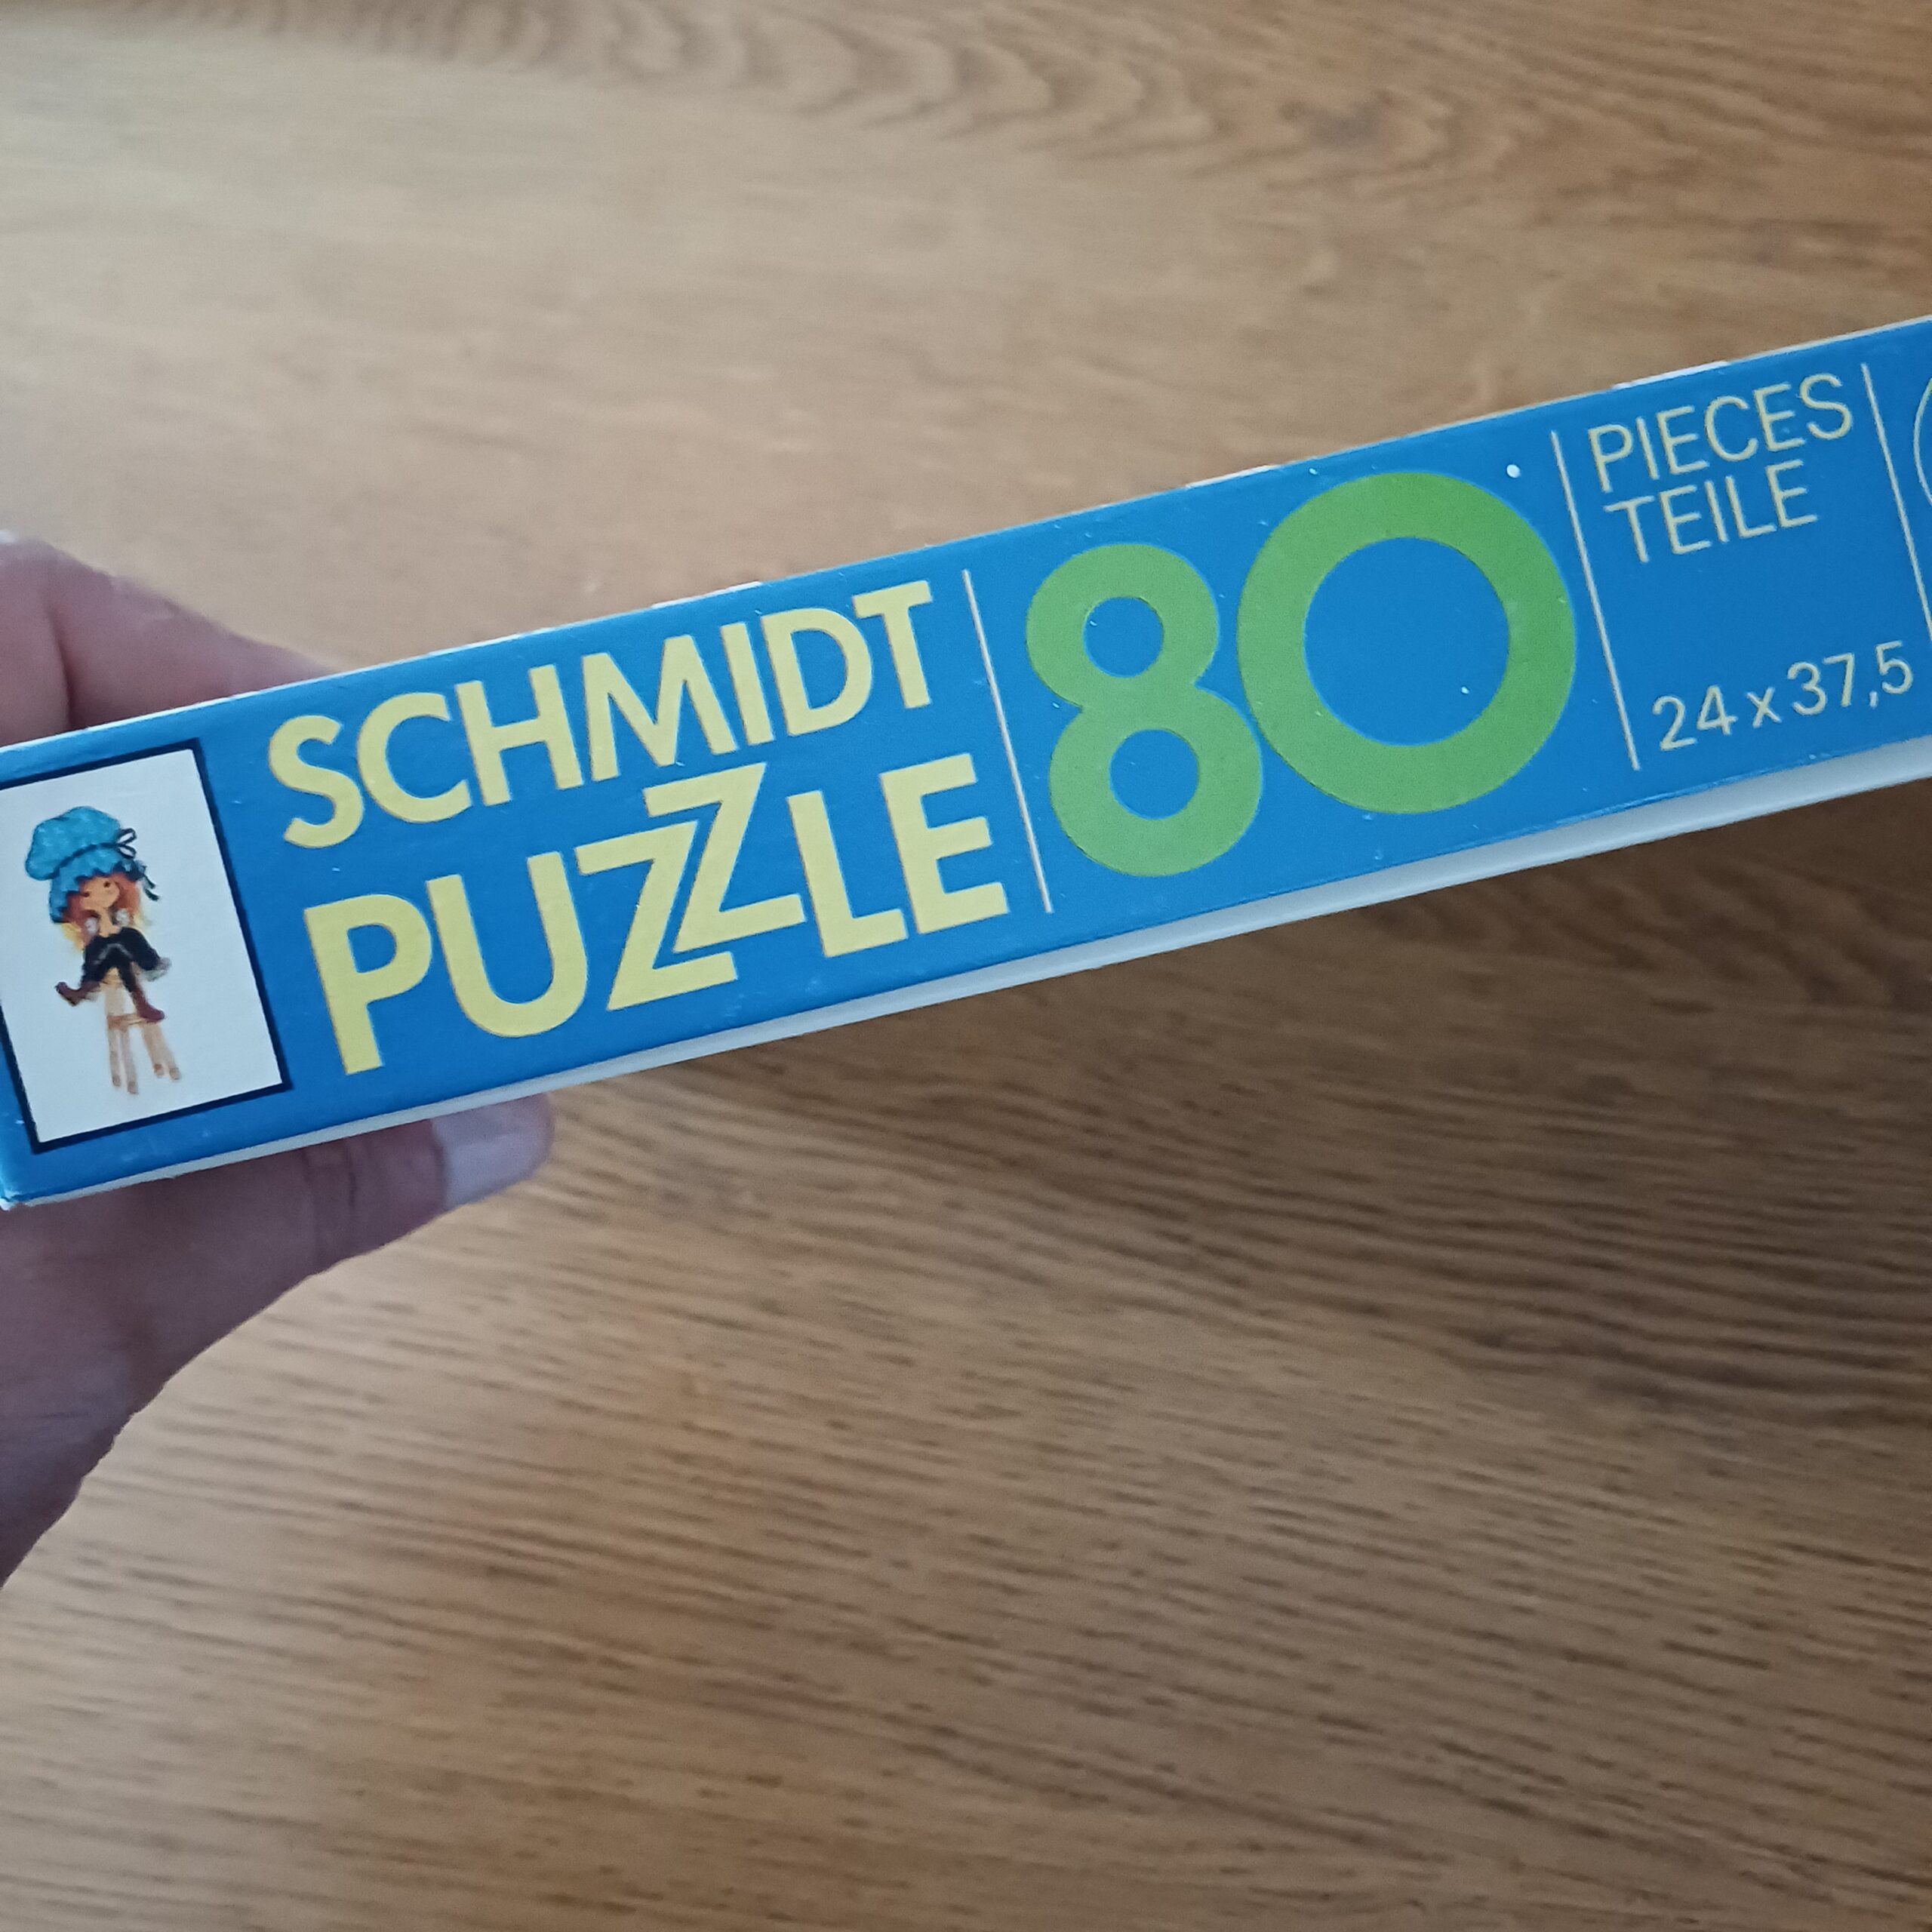 SCHMIDT
PUZZLE
80
PIECES
TEILE
24 x 37,5